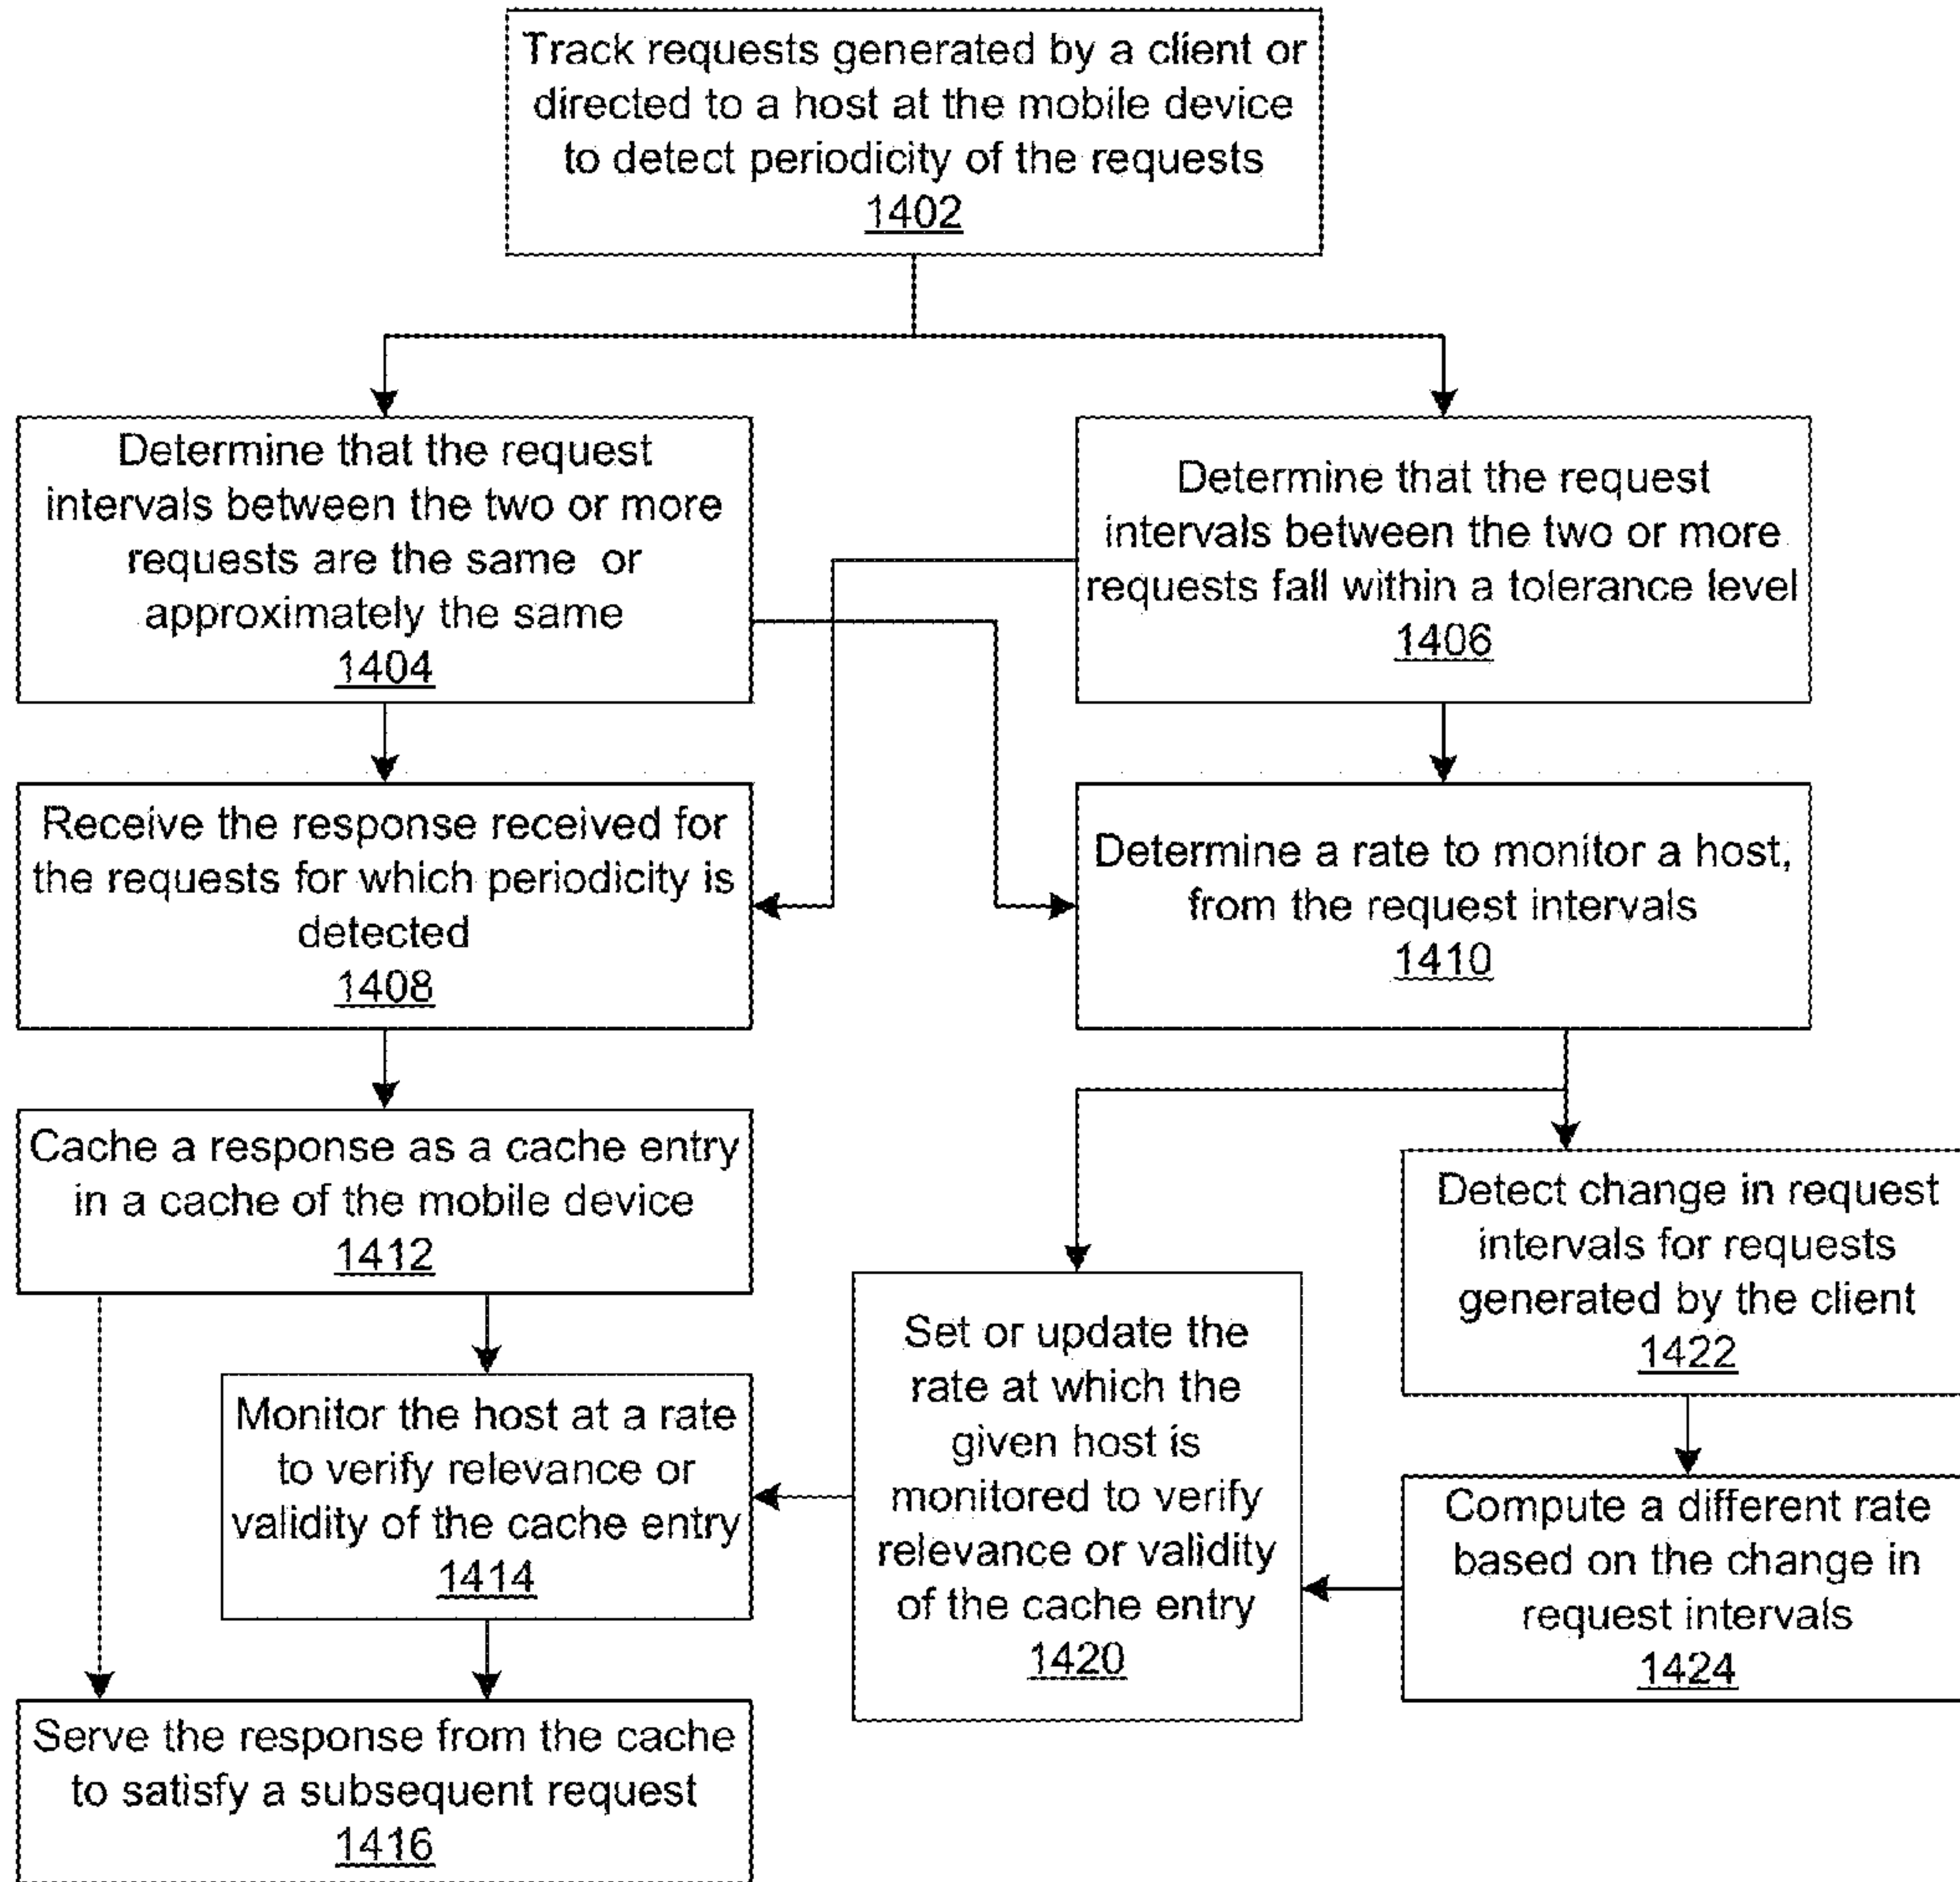 Track requests generated by a client or
directed to a host at the mobile device
to detect periodicity of the requests
1402
Determine that the request
intervals between the two or more
requests are the same or
approximately the same
1404
Determine that the request
intervals between the two or more
requests fall within a tolerance level
1406
Receive the response received for
the requests for which periodicity is
detected
1408
Determine a rate to monitor a host,
from the request intervals
1410
Cache a response as a cache entry
in a cache of the mobile device
1412
Detect change in request
intervals for requests
generated by the client
1422
Set or update the
rate at which the
given host is
monitored to verify
relevance or validity
of the cache entry
1420
Monitor the host at a rate
to verify relevance or
validity of the cache entry
1414
Compute a different rate
based on the change in
request intervals
1424
Serve the response from the cache
to satisfy a subsequent request
1416